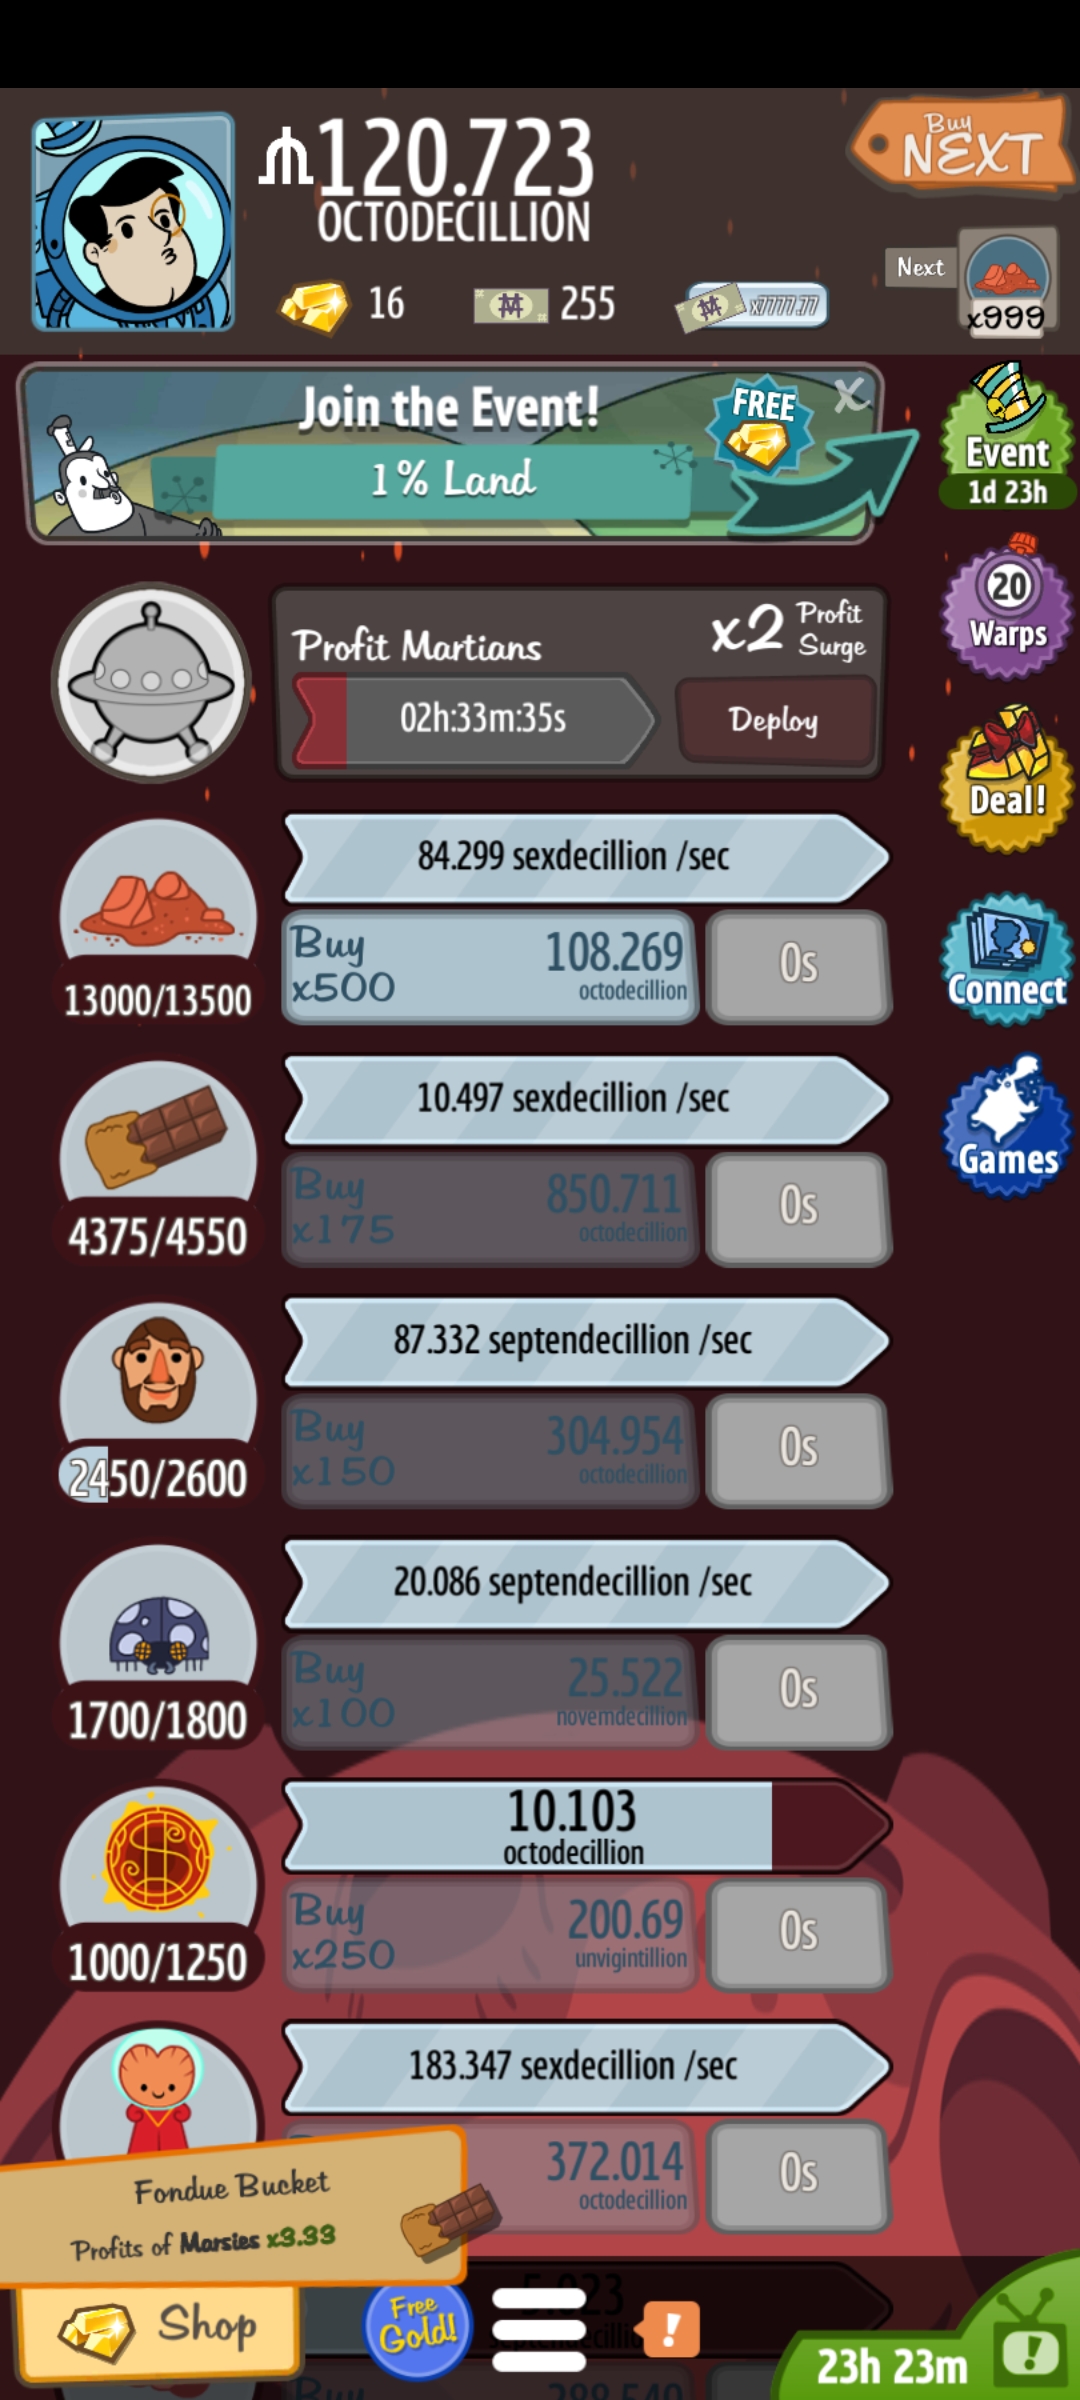 ₥120.723
OCTODECILLION
Buy
NEXT
16
255
x7777.77
Next
x999
Join the Event!
1% Land
FREE
X
Event
1d 23h
20
Warps
Deal!
Connect
Games
Profit Martians
x2 Profit
Surge
02h:33m:35s
Deploy
84.299 sexdecillion /sec
Buy
x500
108.269
octodecillion
0s
13000/13500
10.497 sexdecillion /sec
Buy
x175
850.711
octodecillion
0s
4375/4550
87.332 septendecillion /sec
Buy
x150
304.954
octodecillion
0s
2450/2600
20.086 septendecillion /sec
Buy
x100
25.522
novemdecillion
0s
1700/1800
10.103
octodecillion
Buy
x250
200.69
unvigintillion
0s
1000/1250
183.347 sexdecillion /sec
372.014
octodecillion
0s
Fondue Bucket
Profits of Marsies x3.33
Shop
Free
Gold!
!
23h 23m
!
Buy